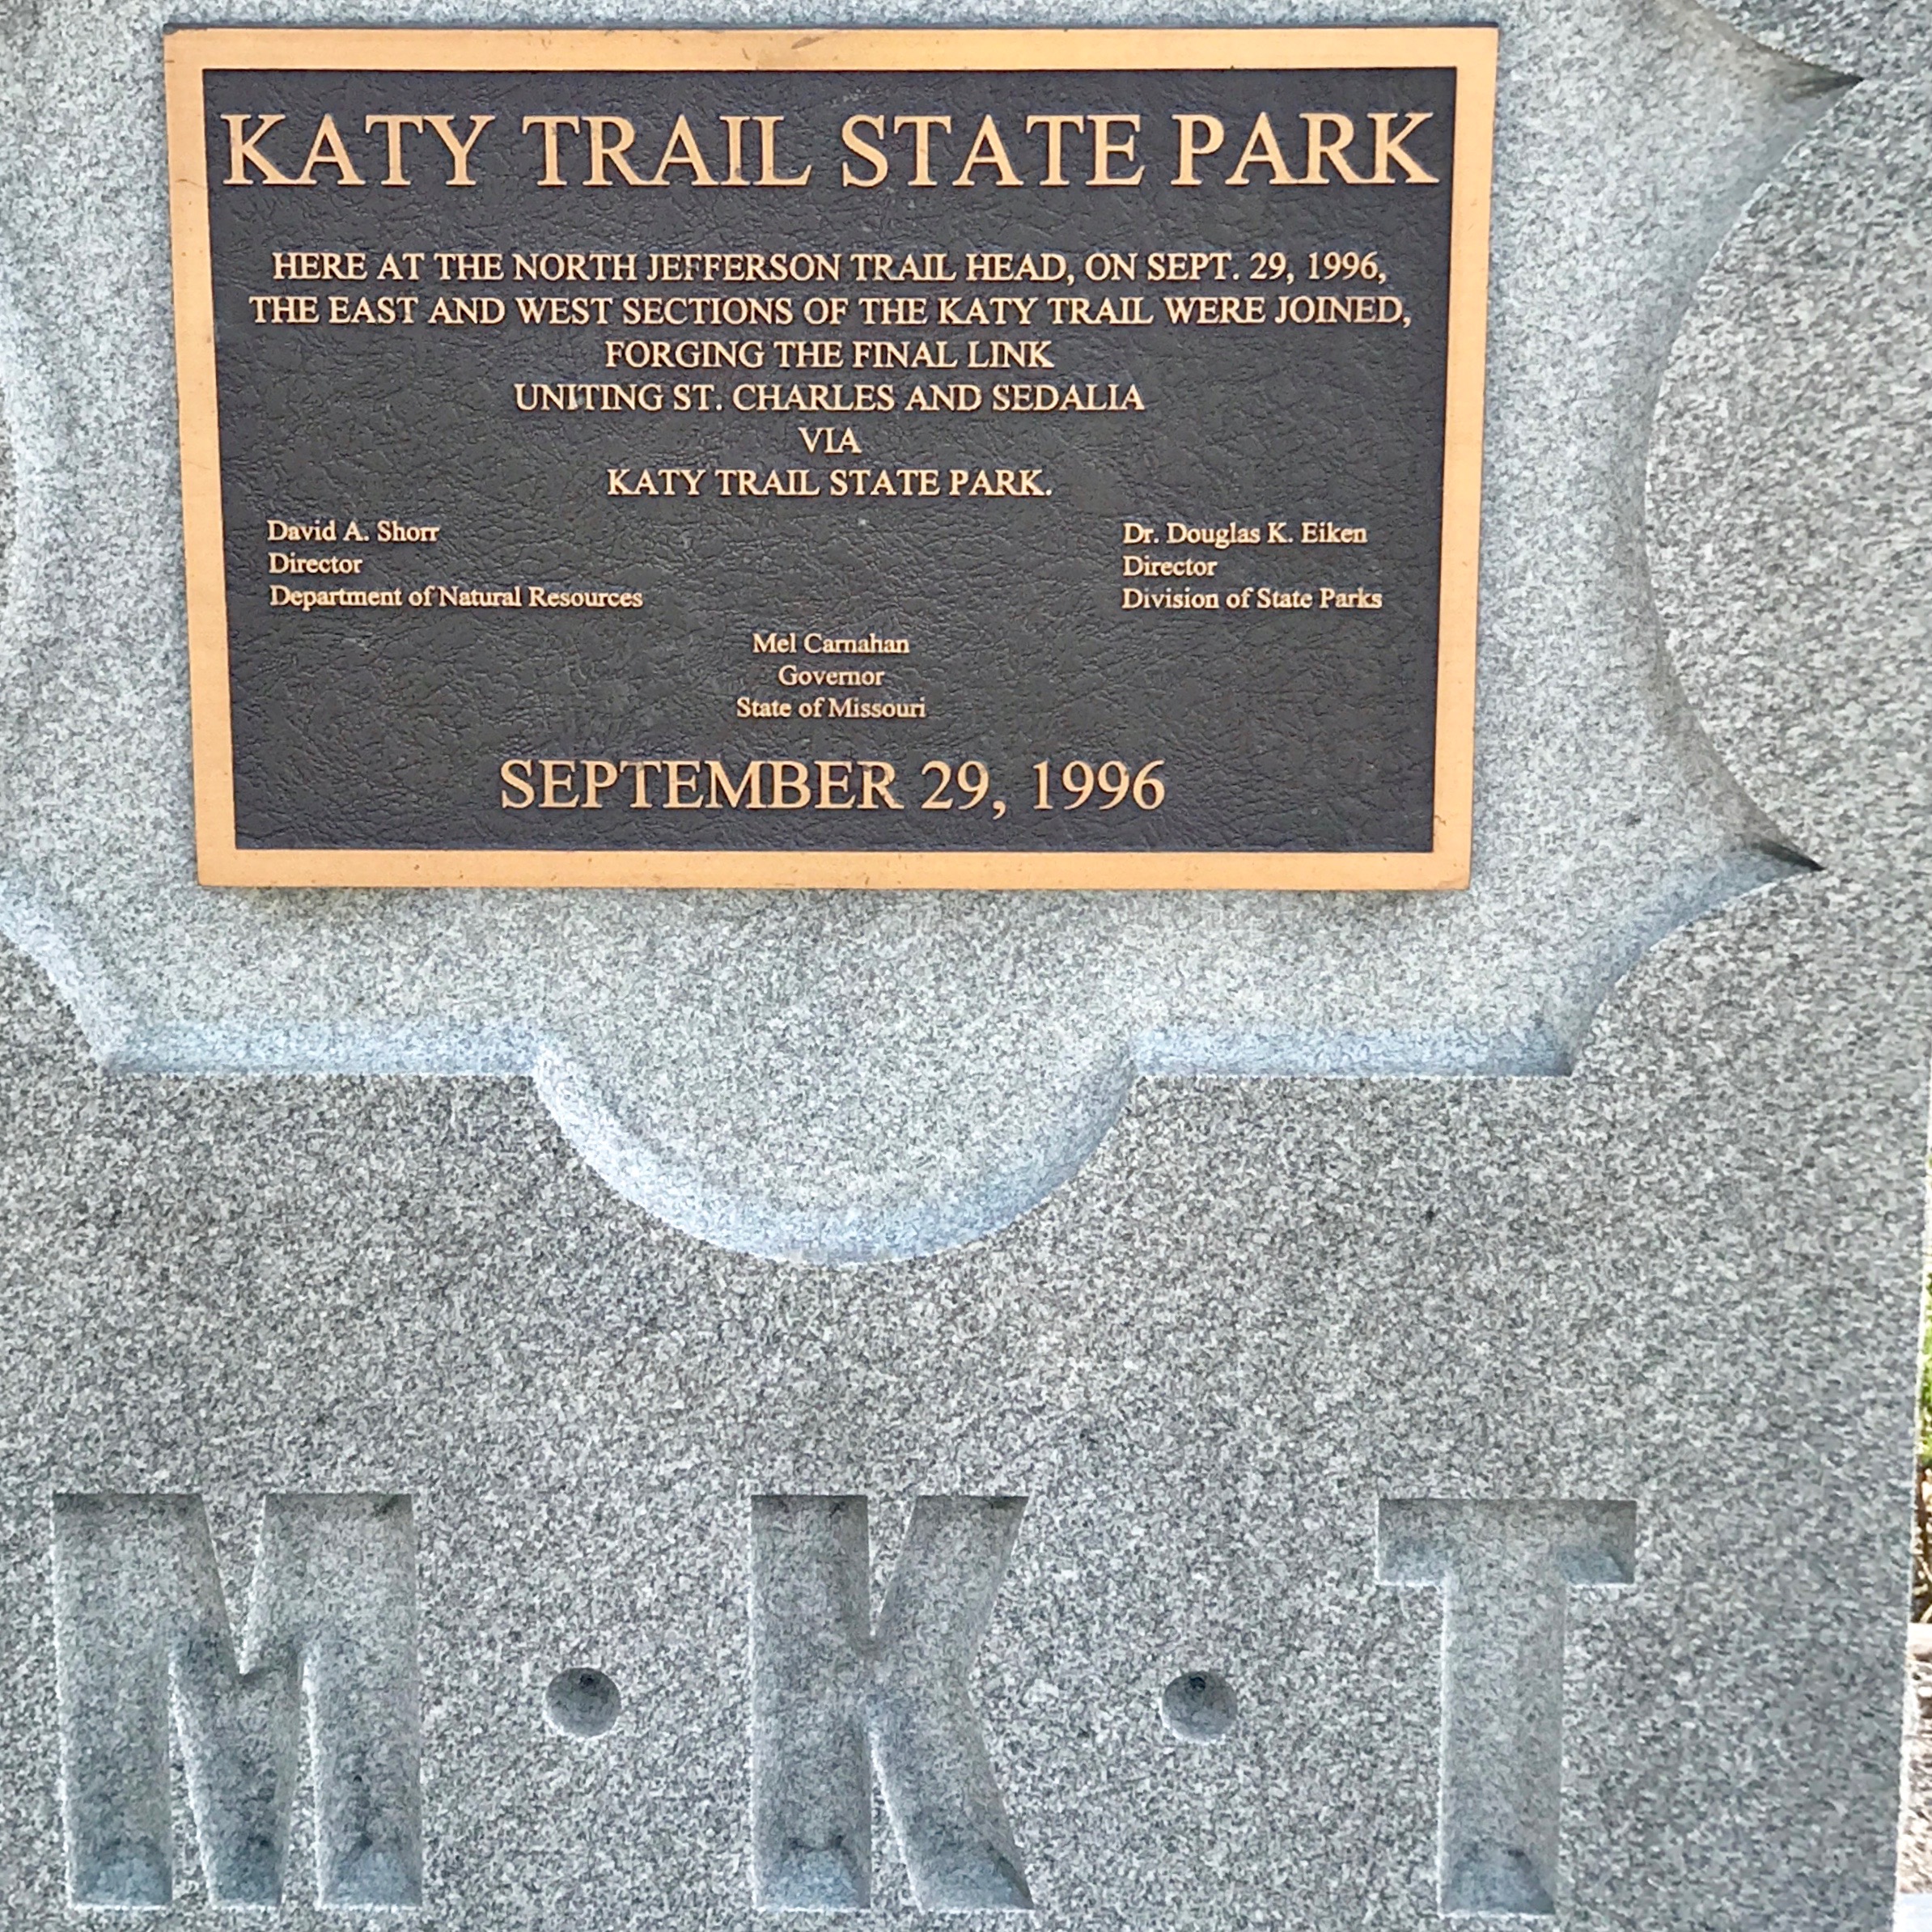 KATY TRAIL STATE PARK
HERE AT THE NORTH JEFFERSON TRAIL HEAD, ON SEPT. 29, 1996,
THE EAST AND WEST SECTIONS OF THE KATY TRAIL WERE JOINED,
FORGING THE FINAL LINK
UNITING ST. CHARLES AND SEDALIA
VIA
KATY TRAIL STATE PARK.
David A. Shorr
Director
Department of Natural Resources
Dr. Douglas K. Eiken
Director
Division of State Parks
Mel Carnahan
Governor
State of Missouri
SEPTEMBER 29, 1996
M · K · T